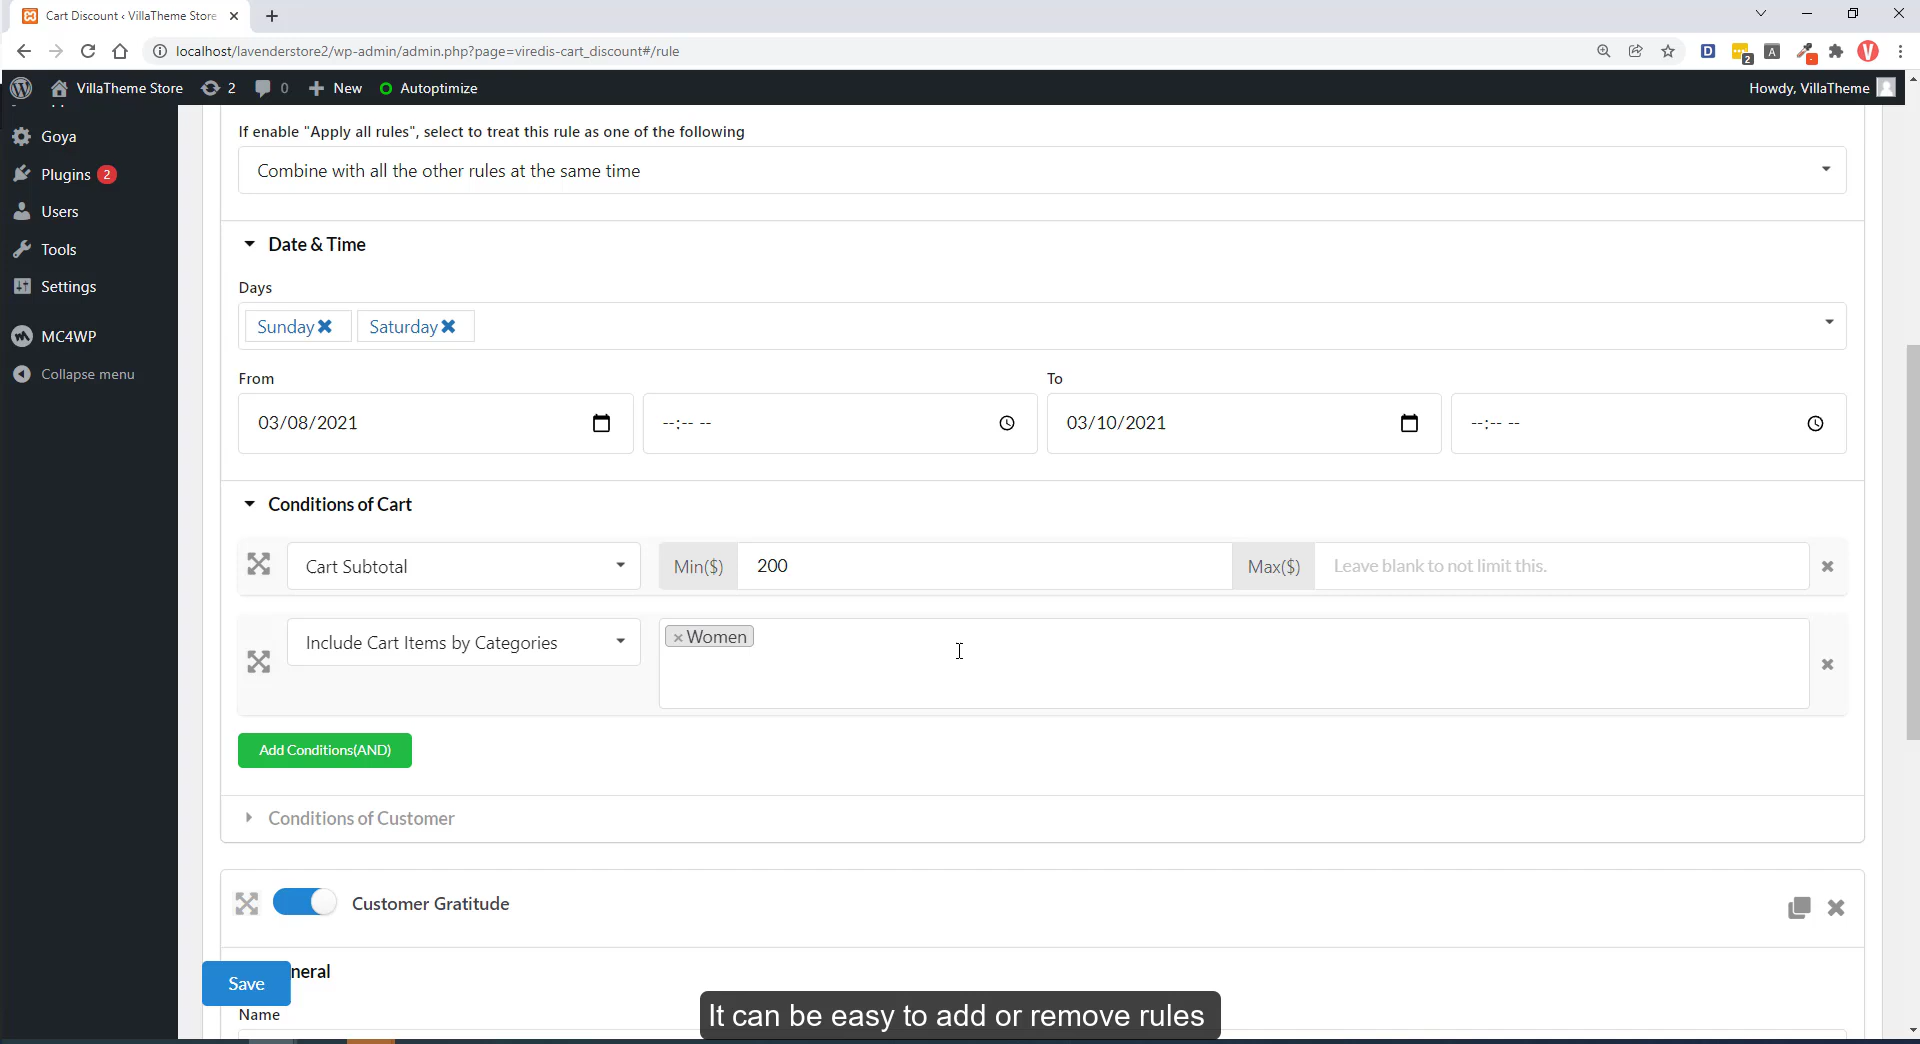 Cart Discount ‹ VillaTheme Store
localhost/lavenderstore2/wp-admin/admin.php?page=viredis-cart_discount#/rule
D
2
A
V
VillaTheme Store
2
0
New
Autoptimize
Howdy, VillaTheme
Goya
Plugins 2
Users
Tools
Settings
MC4WP
Collapse menu
If enable "Apply all rules", select to treat this rule as one of the following
Combine with all the other rules at the same time
Date & Time
Days
Sunday
Saturday
From
To
03/08/2021
--:-- --
03/10/2021
--:-- --
Conditions of Cart
Cart Subtotal
Min($)
200
Max($)
Leave blank to not limit this.
Include Cart Items by Categories
× Women
Add Conditions(AND)
Conditions of Customer
Customer Gratitude
neral
Save
Name
It can be easy to add or remove rules